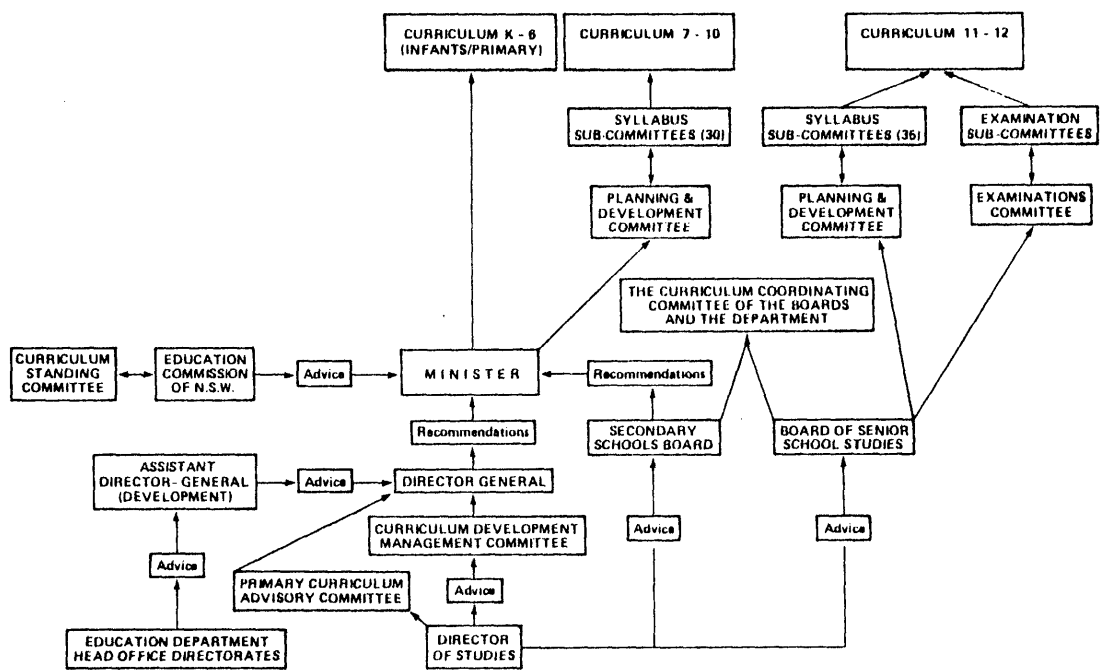 CURRICULUM K - 6
(INFANTS/PRIMARY)
CURRICULUM 7 - 10
CURRICULUM 11 - 12
SYLLABUS
SUB-COMMITTEES (30)
SYLLABUS
SUB-COMMITTEES (36)
EXAMINATION
SUB-COMMITTEES
PLANNING &
DEVELOPMENT
COMMITTEE
PLANNING &
DEVELOPMENT
COMMITTEE
EXAMINATIONS
COMMITTEE
THE CURRICULUM COORDINATING
COMMITTEE OF THE BOARDS
AND THE DEPARTMENT
CURRICULUM
STANDING
COMMITTEE
EDUCATION
COMMISSION
OF N.S.W.
Advice
MINISTER
Recommendations
Recommendations
SECONDARY
SCHOOLS BOARD
BOARD OF SENIOR
SCHOOL STUDIES
ASSISTANT
DIRECTOR-GENERAL
(DEVELOPMENT)
Advice
DIRECTOR GENERAL
CURRICULUM DEVELOPMENT
MANAGEMENT COMMITTEE
Advice
Advice
Advice
PRIMARY CURRICULUM
ADVISORY COMMITTEE
Advice
EDUCATION DEPARTMENT
HEAD OFFICE DIRECTORATES
DIRECTOR
OF STUDIES